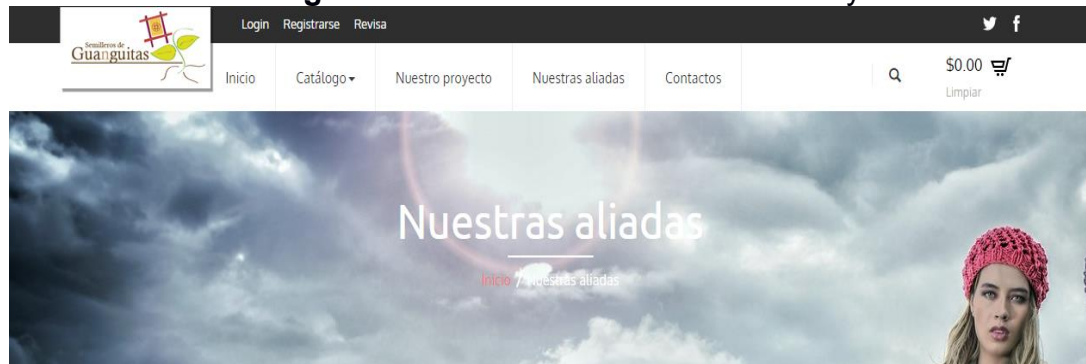 Login Registrarse Revisa
Semilleros de
Guanguitas
Inicio Catálogo Nuestro proyecto Nuestras aliadas Contactos
$0.00
Limpiar
Nuestras aliadas
Inicio / Nuestras aliadas